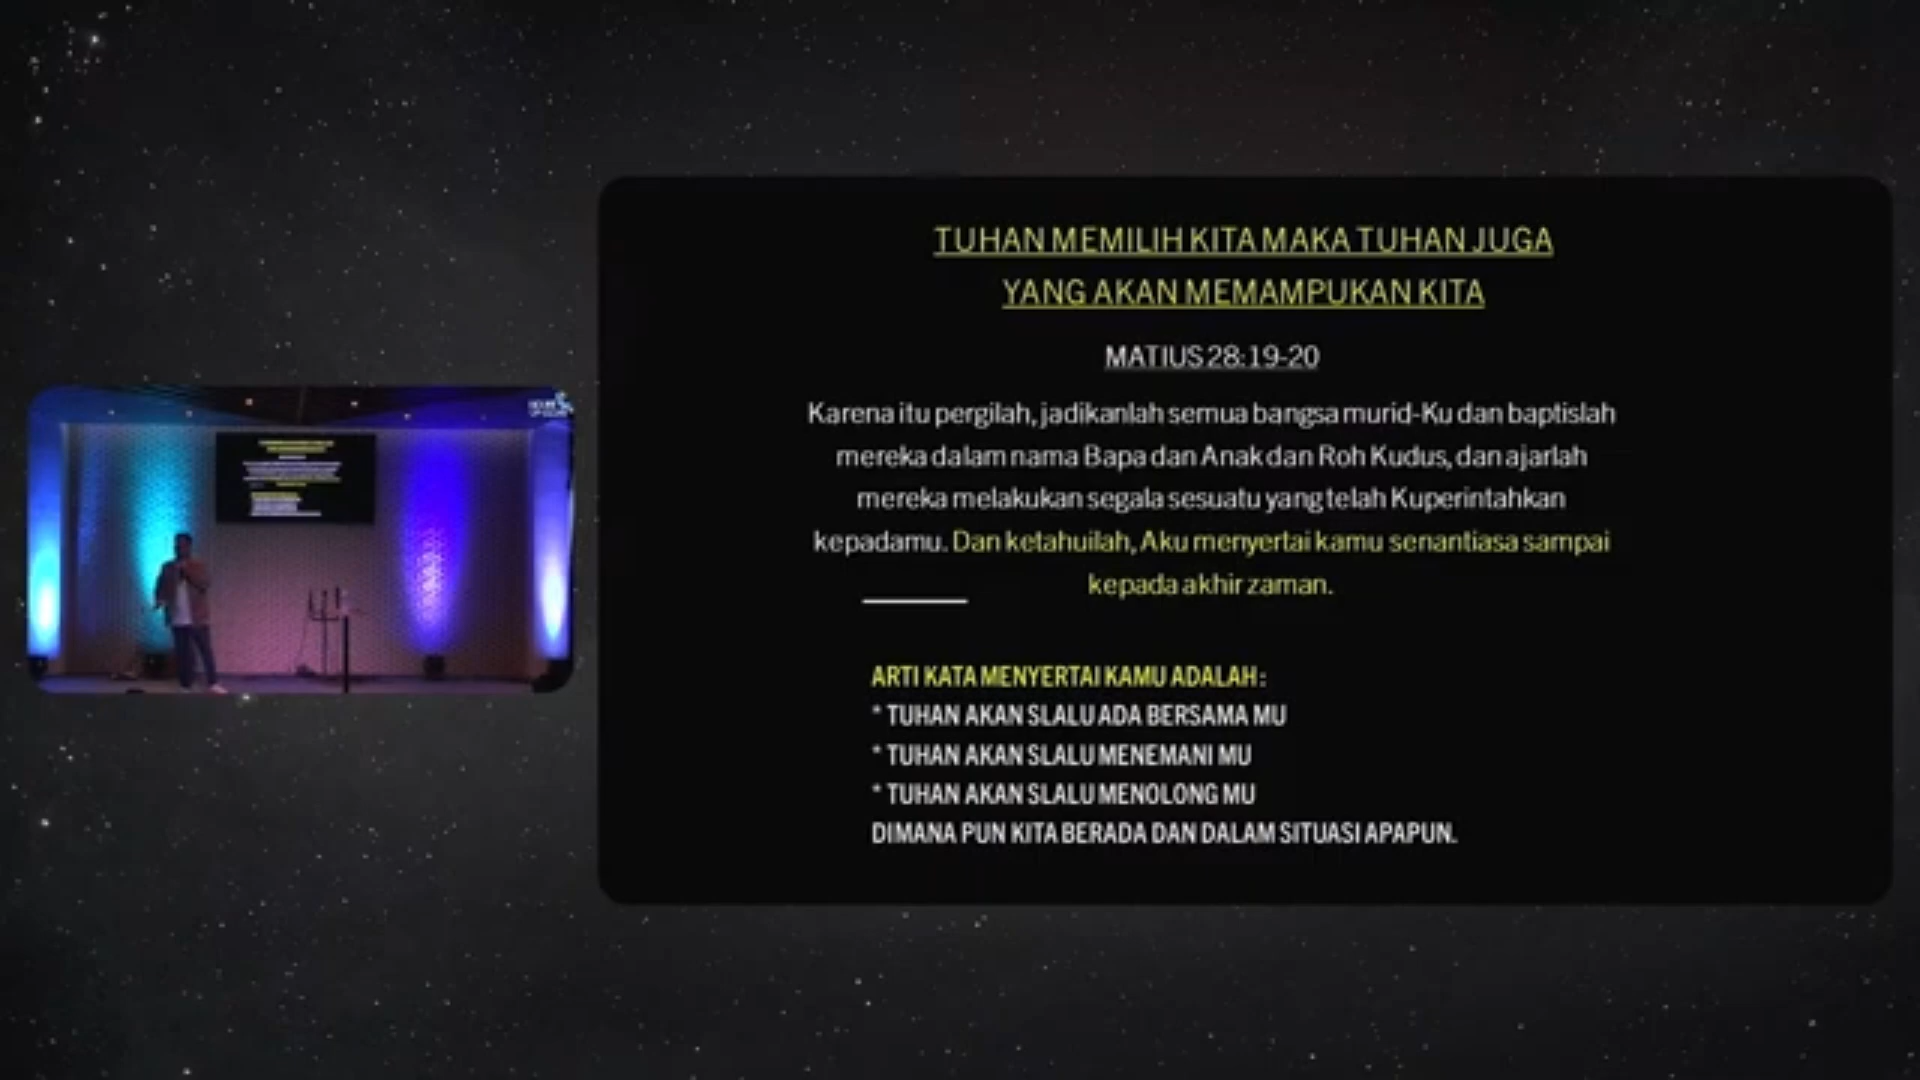 TUHAN MEMILIH KITA MAKA TUHAN JUGA
YANG AKAN MEMAMPUKAN KITA
MATIUS 28:19-20
Karena itu pergilah, jadikanlah semua bangsa murid-Ku dan baptislah
mereka dalam nama Bapa dan Anak dan Roh Kudus, dan ajarlah
mereka melakukan segala sesuatu yang telah Kuperintahkan
kepadamu. Dan ketahuilah, Aku menyertai kamu senantiasa sampai
kepada akhir zaman.
ARTI KATA MENYERTAI KAMU ADALAH :
* TUHAN AKAN SLALU ADA BERSAMA MU
* TUHAN AKAN SLALU MENEMANI MU
* TUHAN AKAN SLALU MENOLONG MU
DIMANA PUN KITA BERADA DAN DALAM SITUASI APAPUN.